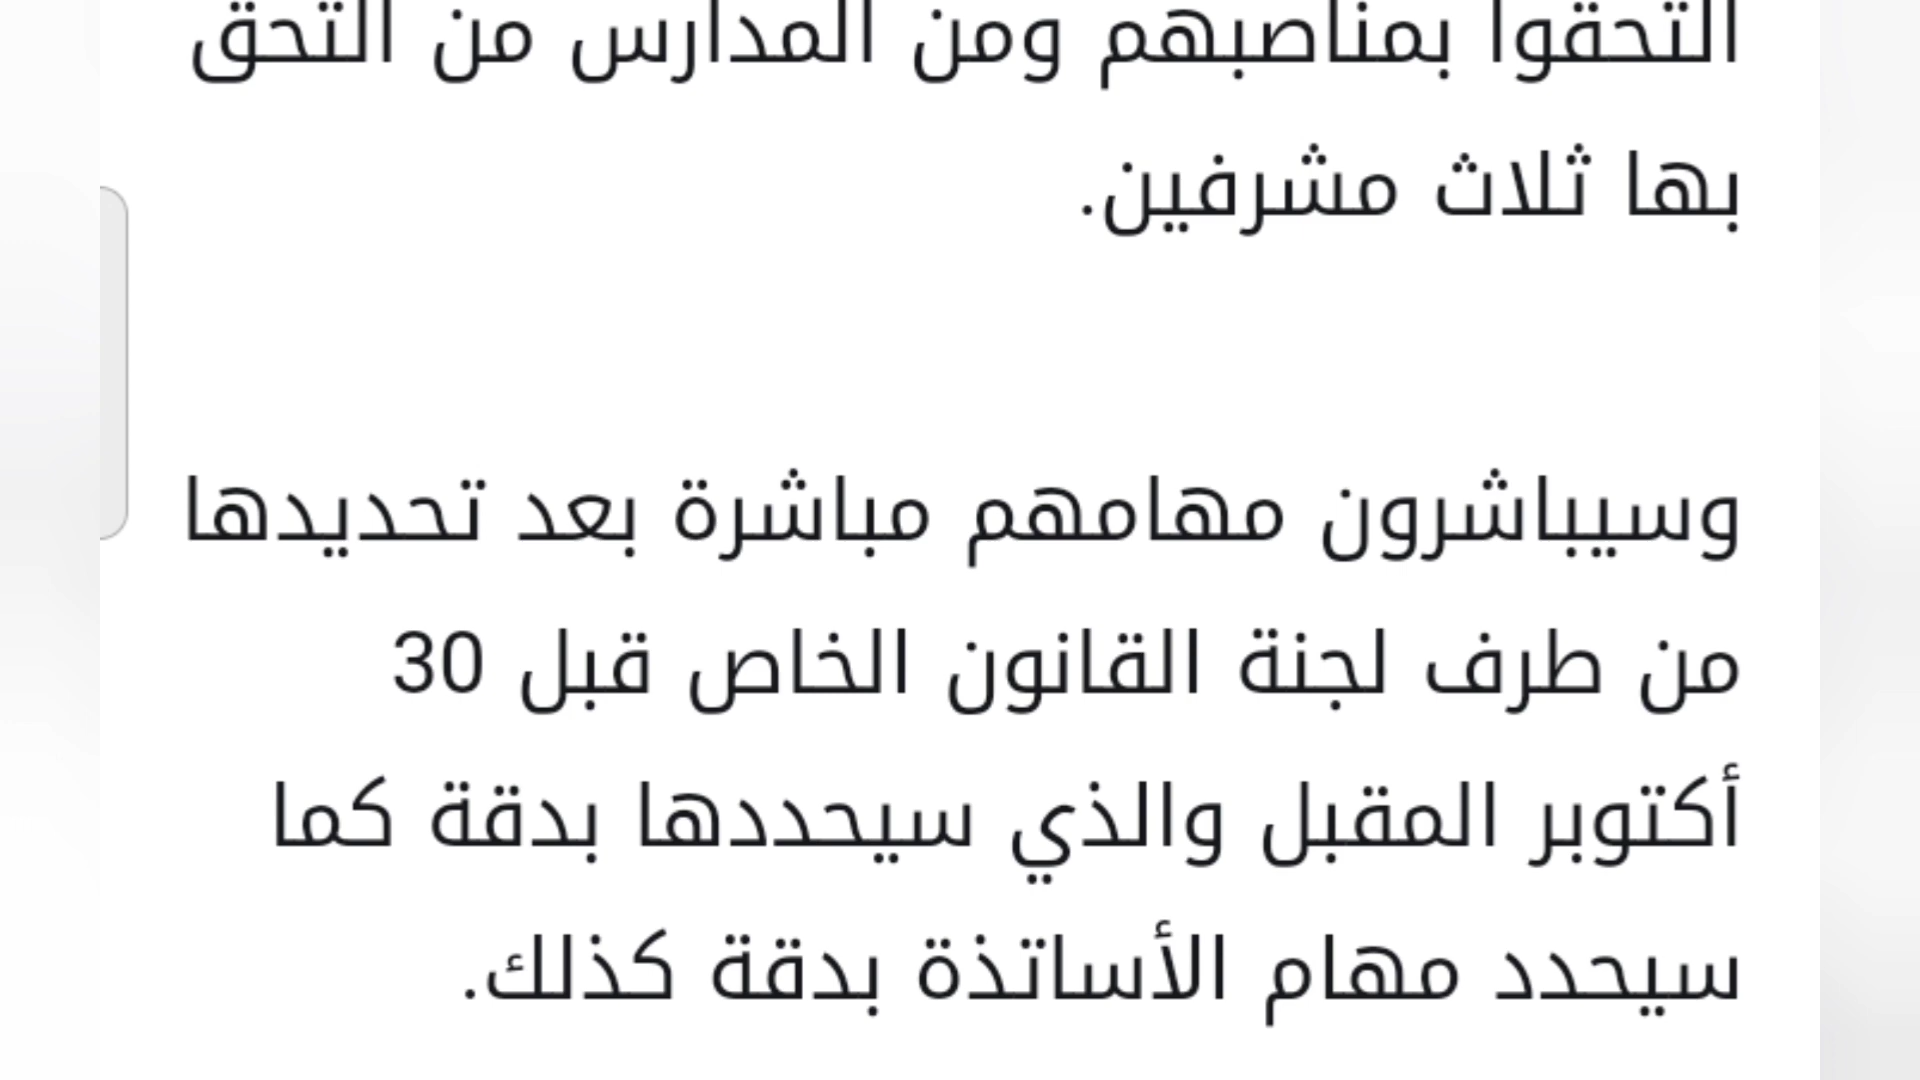 التحقوا بمناصبهم ومن المدارس من التحق
بها ثلاث مشرفين.
وسيباشرون مهامهم مباشرة بعد تحديدها
من طرف لجنة القانون الخاص قبل 30
أكتوبر المقبل والذي سيحددها بدقة كما
سيحدد مهام الأساتذة بدقة كذلك.